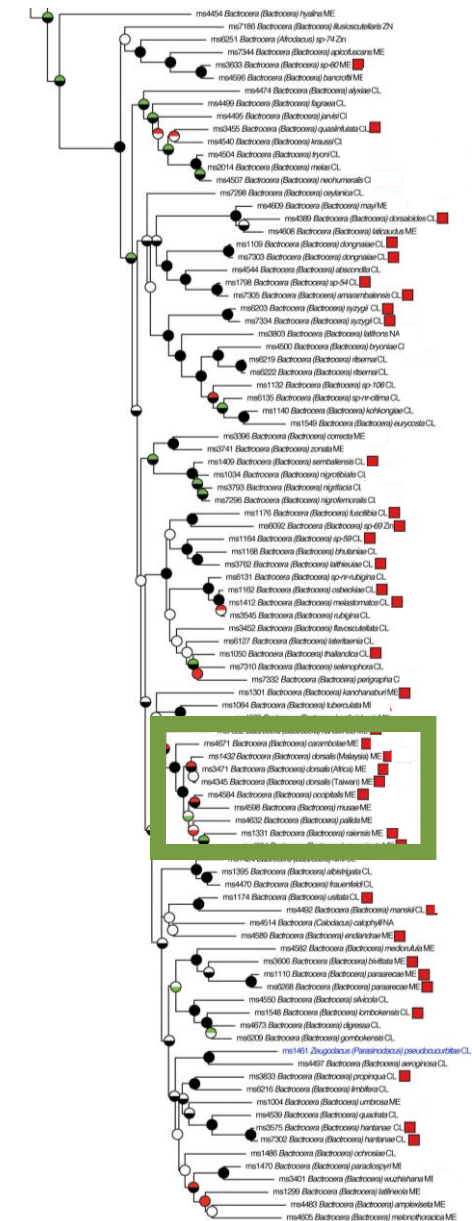 ms4454 Bactrocera (Bactrocera) hyalina ME
ms7186 Bactrocera (Bactrocera) illusioscutellaris ZN
ms6251 Bactrocera (Afrodacus) sp-74 Zin
ms7344 Bactrocera (Bactrocera) apicofuscans ME
ms3633 Bactrocera (Bactrocera) sp-60 ME
ms4596 Bactrocera (Bactrocera) bancroftii ME
ms4474 Bactrocera (Bactrocera) alyxiae CL
ms4499 Bactrocera (Bactrocera) fagraea CL
ms4495 Bactrocera (Bactrocera) jarvisi Cl
ms3455 Bactrocera (Bactrocera) quasiinfulata CL
ms4540 Bactrocera (Bactrocera) kraussi Cl
ms4504 Bactrocera (Bactrocera) tryoni CL
ms2014 Bactrocera (Bactrocera) melas CL
ms4507 Bactrocera (Bactrocera) neohumeralis Cl
ms7298 Bactrocera (Bactrocera) ceylanica CL
ms4609 Bactrocera (Bactrocera) mayi ME
ms4389 Bactrocera (Bactrocera) dorsaloides CL
ms4608 Bactrocera (Bactrocera) laticaudus ME
ms1109 Bactrocera (Bactrocera) dongnaiae CL
ms7303 Bactrocera (Bactrocera) dongnaiae CL
ms4544 Bactrocera (Bactrocera) abscondita CL
ms1798 Bactrocera (Bactrocera) sp-54 CL
ms7305 Bactrocera (Bactrocera) amarambalensis CL
ms6203 Bactrocera (Bactrocera) syzygii CL
ms7334 Bactrocera (Bactrocera) syzygii CL
ms3803 Bactrocera (Bactrocera) latifrons NA
ms4500 Bactrocera (Bactrocera) bryoniae Cl
ms6219 Bactrocera (Bactrocera) ritsemai CL
ms6222 Bactrocera (Bactrocera) ritsemai CL
ms1132 Bactrocera (Bactrocera) sp-106 CL
ms6135 Bactrocera (Bactrocera) sp-nr-citima CL
ms1140 Bactrocera (Bactrocera) kohkongiae CL
ms1549 Bactrocera (Bactrocera) eurycosta CL
ms3396 Bactrocera (Bactrocera) correcta ME
ms3741 Bactrocera (Bactrocera) zonata ME
ms1409 Bactrocera (Bactrocera) sembaliensis CL
ms1034 Bactrocera (Bactrocera) nigrotibialis CL
ms3793 Bactrocera (Bactrocera) nigrifacia CL
ms7296 Bactrocera (Bactrocera) nigrofemoralis Cl
ms1176 Bactrocera (Bactrocera) fuscitibia CL
ms6092 Bactrocera (Bactrocera) sp-69 Zin
ms1164 Bactrocera (Bactrocera) sp-59 CL
ms1168 Bactrocera (Bactrocera) bhutaniae CL
ms3762 Bactrocera (Bactrocera) lathieuiae CL
ms6131 Bactrocera (Bactrocera) sp-nr-rubigina CL
ms1162 Bactrocera (Bactrocera) osbeckiae CL
ms1412 Bactrocera (Bactrocera) melastomatos CL
ms3545 Bactrocera (Bactrocera) rubigina CL
ms3452 Bactrocera (Bactrocera) flavoscutellata CL
ms6127 Bactrocera (Bactrocera) lateritaenia CL
ms1050 Bactrocera (Bactrocera) thailandica CL
ms7310 Bactrocera (Bactrocera) selenophora CL
ms7332 Bactrocera (Bactrocera) perigrapha C
ms1301 Bactrocera (Bactrocera) kanchanaburi ME
ms1084 Bactrocera (Bactrocera) tuberculata MI
ms4671 Bactrocera (Bactrocera) carambolae ME
ms1432 Bactrocera (Bactrocera) dorsalis (Malaysia) ME
ms3471 Bactrocera (Bactrocera) dorsalis (Africa) ME
ms4345 Bactrocera (Bactrocera) dorsalis (Taiwan) ME
ms4584 Bactrocera (Bactrocera) occipitalis ME
ms4598 Bactrocera (Bactrocera) musae ME
ms4632 Bactrocera (Bactrocera) pallida ME
ms1331 Bactrocera (Bactrocera) raiensis ME
ms1395 Bactrocera (Bactrocera) albistrigata CL
ms4470 Bactrocera (Bactrocera) frauenfeldi CL
ms1174 Bactrocera (Bactrocera) usitata CL
ms4492 Bactrocera (Bactrocera) manskii CL
ms4514 Bactrocera (Calodacus) calophylli NA
ms4589 Bactrocera (Bactrocera) endiandrae ME
ms4582 Bactrocera (Bactrocera) mediorufula ME
ms3606 Bactrocera (Bactrocera) bivittata ME
ms1110 Bactrocera (Bactrocera) paraarecae ME
ms6268 Bactrocera (Bactrocera) paraarecae ME
ms4550 Bactrocera (Bactrocera) silvicola CL
ms1548 Bactrocera (Bactrocera) lombokensis CL
ms4673 Bactrocera (Bactrocera) digressa CL
ms6209 Bactrocera (Bactrocera) gombokensis CL
ms1461 Zeugodacus (Parasinodacus) pseudocucurbitae CL
ms4497 Bactrocera (Bactrocera) aeroginosa CL
ms3833 Bactrocera (Bactrocera) propinqua CL
ms6216 Bactrocera (Bactrocera) limbifera CL
ms1004 Bactrocera (Bactrocera) umbrosa ME
ms4539 Bactrocera (Bactrocera) quadrata CL
ms3575 Bactrocera (Bactrocera) hantanae CL
ms7302 Bactrocera (Bactrocera) hantanae CL
ms1486 Bactrocera (Bactrocera) ochrosiae CL
ms1470 Bactrocera (Bactrocera) paradiospyri ME
ms3401 Bactrocera (Bactrocera) wuzhishana ME
ms1299 Bactrocera (Bactrocera) latilineola ME
ms4483 Bactrocera (Bactrocera) amplexiseta ME
ms4605 Bactrocera (Bactrocera) melonothoracica ME